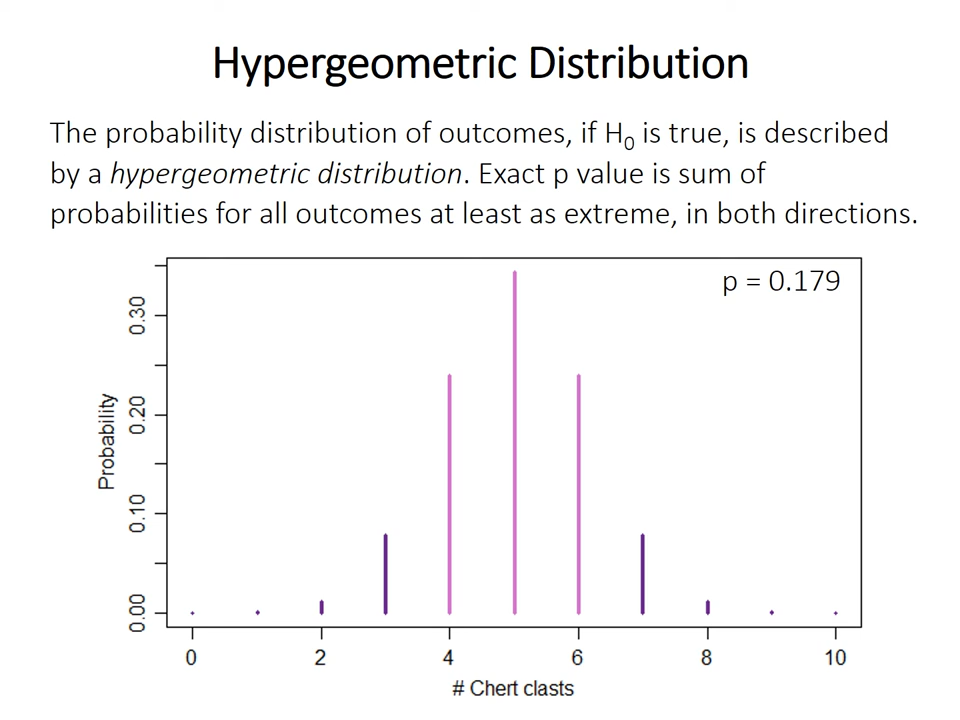 Hypergeometric Distribution
The probability distribution of outcomes, if H0 is true, is described
by a hypergeometric distribution. Exact p value is sum of
probabilities for all outcomes at least as extreme, in both directions.
p = 0.179
Probability
0.30
0.20
0.10
0.00
0 2 4 6 8 10
# Chert clasts